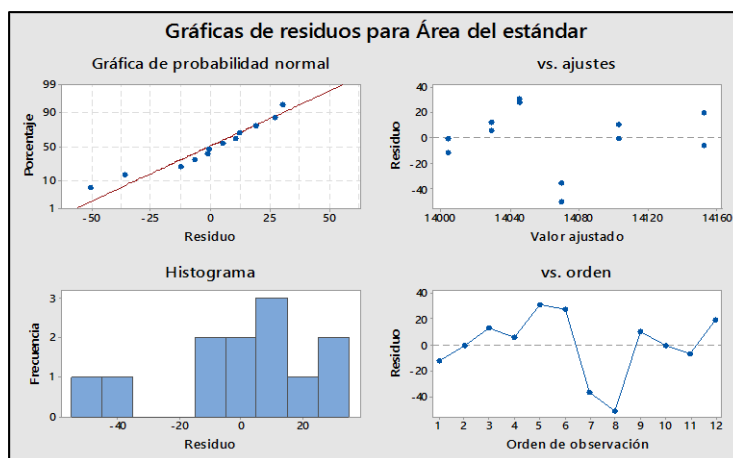 Gráficas de residuos para Área del estándar
Gráfica de probabilidad normal
99
90
50
10
1
Porcentaje
-50 -25 0 25 50
Residuo
vs. ajustes
40
20
0
-20
-40
Residuo
14000 14040 14080 14120 14160
Valor ajustado
Histograma
3
2
1
0
Frecuencia
-40 -20 0 20
Residuo
vs. orden
40
20
0
-20
-40
Residuo
1 2 3 4 5 6 7 8 9 10 11 12
Orden de observación